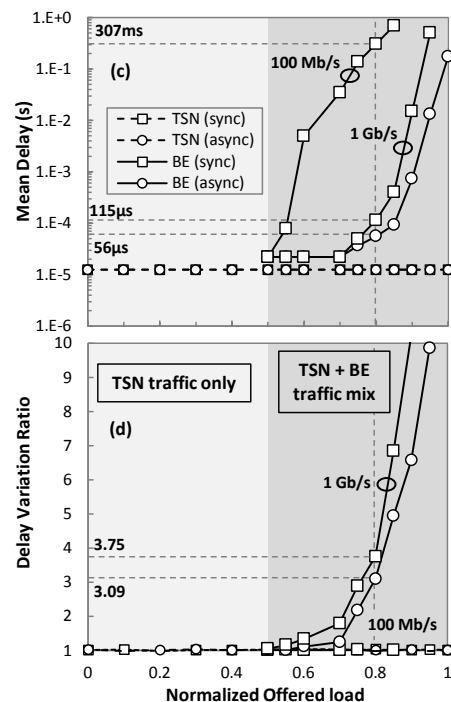 307ms
1.E+0
1.E-1
(c)
100 Mb/s
1.E-2
TSN (sync)
TSN (async)
BE (sync)
BE (async)
1 Gb/s
1.E-3
Mean Delay (s)
115µs
1.E-4
56µs
1.E-5
1.E-6
10
9
TSN traffic only
TSN + BE
traffic mix
8
(d)
7
6
1 Gb/s
5
Delay Variation Ratio
4
3.75
3
3.09
2
100 Mb/s
1
0 0.2 0.4 0.6 0.8 1
Normalized Offered load